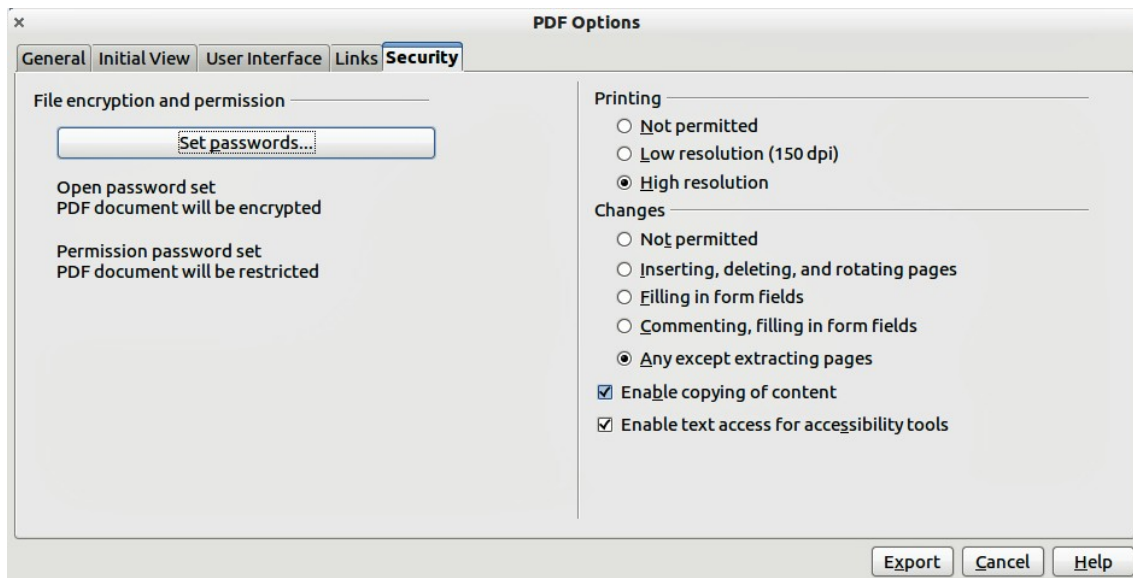 ×
PDF Options
General Initial View User Interface Links Security
File encryption and permission
Set passwords...
Open password set
PDF document will be encrypted
Permission password set
PDF document will be restricted
Printing
Not permitted
Low resolution (150 dpi)
High resolution
Changes
Not permitted
Inserting, deleting, and rotating pages
Filling in form fields
Commenting, filling in form fields
Any except extracting pages
Enable copying of content
Enable text access for accessibility tools
Export Cancel Help